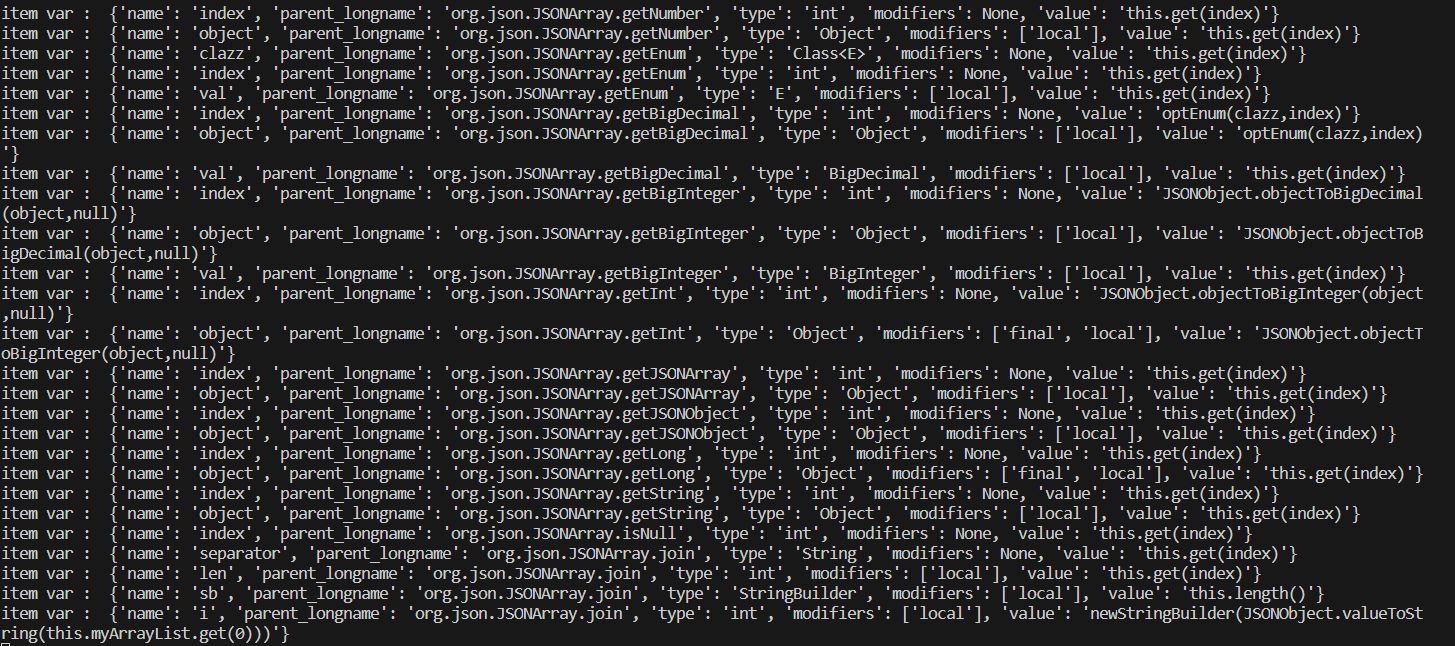 item var :  {'name': 'index', 'parent_longname': 'org.json.JSONArray.getNumber', 'type': 'int', 'modifiers': None, 'value': 'this.get(index)'}
item var :  {'name': 'object', 'parent_longname': 'org.json.JSONArray.getNumber', 'type': 'Object', 'modifiers': ['local'], 'value': 'this.get(index)'}
item var :  {'name': 'clazz', 'parent_longname': 'org.json.JSONArray.getEnum', 'type': 'Class<E>', 'modifiers': None, 'value': 'this.get(index)'}
item var :  {'name': 'index', 'parent_longname': 'org.json.JSONArray.getEnum', 'type': 'int', 'modifiers': None, 'value': 'this.get(index)'}
item var :  {'name': 'val', 'parent_longname': 'org.json.JSONArray.getEnum', 'type': 'E', 'modifiers': ['local'], 'value': 'this.get(index)'}
item var :  {'name': 'index', 'parent_longname': 'org.json.JSONArray.getBigDecimal', 'type': 'int', 'modifiers': None, 'value': 'optEnum(clazz,index)'}
item var :  {'name': 'object', 'parent_longname': 'org.json.JSONArray.getBigDecimal', 'type': 'Object', 'modifiers': ['local'], 'value': 'optEnum(clazz,index)
'}
item var :  {'name': 'val', 'parent_longname': 'org.json.JSONArray.getBigDecimal', 'type': 'BigDecimal', 'modifiers': ['local'], 'value': 'this.get(index)'}
item var :  {'name': 'index', 'parent_longname': 'org.json.JSONArray.getBigInteger', 'type': 'int', 'modifiers': None, 'value': 'JSONObject.objectToBigDecimal
(object,null)'}
item var :  {'name': 'object', 'parent_longname': 'org.json.JSONArray.getBigInteger', 'type': 'Object', 'modifiers': ['local'], 'value': 'JSONObject.objectToB
igDecimal(object,null)'}
item var :  {'name': 'val', 'parent_longname': 'org.json.JSONArray.getBigInteger', 'type': 'BigInteger', 'modifiers': ['local'], 'value': 'this.get(index)'}
item var :  {'name': 'index', 'parent_longname': 'org.json.JSONArray.getInt', 'type': 'int', 'modifiers': None, 'value': 'JSONObject.objectToBigInteger(object
,null)'}
item var :  {'name': 'object', 'parent_longname': 'org.json.JSONArray.getInt', 'type': 'Object', 'modifiers': ['final', 'local'], 'value': 'JSONObject.objectT
oBigInteger(object,null)'}
item var :  {'name': 'index', 'parent_longname': 'org.json.JSONArray.getJSONArray', 'type': 'int', 'modifiers': None, 'value': 'this.get(index)'}
item var :  {'name': 'object', 'parent_longname': 'org.json.JSONArray.getJSONArray', 'type': 'Object', 'modifiers': ['local'], 'value': 'this.get(index)'}
item var :  {'name': 'index', 'parent_longname': 'org.json.JSONArray.getJSONObject', 'type': 'int', 'modifiers': None, 'value': 'this.get(index)'}
item var :  {'name': 'object', 'parent_longname': 'org.json.JSONArray.getJSONObject', 'type': 'Object', 'modifiers': ['local'], 'value': 'this.get(index)'}
item var :  {'name': 'index', 'parent_longname': 'org.json.JSONArray.getLong', 'type': 'int', 'modifiers': None, 'value': 'this.get(index)'}
item var :  {'name': 'object', 'parent_longname': 'org.json.JSONArray.getLong', 'type': 'Object', 'modifiers': ['final', 'local'], 'value': 'this.get(index)'}
item var :  {'name': 'index', 'parent_longname': 'org.json.JSONArray.getString', 'type': 'int', 'modifiers': None, 'value': 'this.get(index)'}
item var :  {'name': 'object', 'parent_longname': 'org.json.JSONArray.getString', 'type': 'Object', 'modifiers': ['local'], 'value': 'this.get(index)'}
item var :  {'name': 'index', 'parent_longname': 'org.json.JSONArray.isNull', 'type': 'int', 'modifiers': None, 'value': 'this.get(index)'}
item var :  {'name': 'separator', 'parent_longname': 'org.json.JSONArray.join', 'type': 'String', 'modifiers': None, 'value': 'this.get(index)'}
item var :  {'name': 'len', 'parent_longname': 'org.json.JSONArray.join', 'type': 'int', 'modifiers': ['local'], 'value': 'this.get(index)'}
item var :  {'name': 'sb', 'parent_longname': 'org.json.JSONArray.join', 'type': 'StringBuilder', 'modifiers': ['local'], 'value': 'this.length()'}
item var :  {'name': 'i', 'parent_longname': 'org.json.JSONArray.join', 'type': 'int', 'modifiers': ['local'], 'value': 'newStringBuilder(JSONObject.valueToSt
ring(this.myArrayList.get(0)))'}